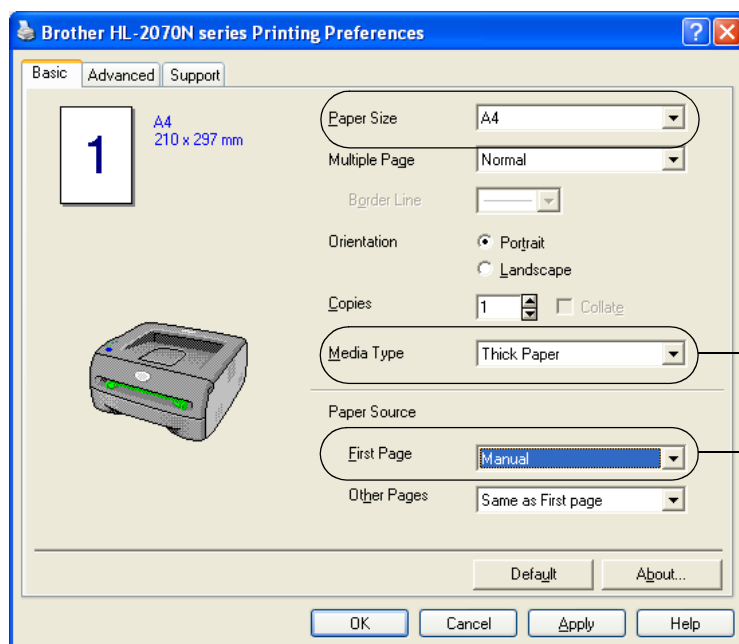 Brother HL-2070N series Printing Preferences
Basic Advanced Support
1
A4
210 x 297 mm
Paper Size A4
Multiple Page Normal
Border Line
Orientation Portrait
Landscape
Copies 1 Collate
Media Type Thick Paper
Paper Source
First Page Manual
Other Pages Same as First page
Default About...
OK Cancel Apply Help